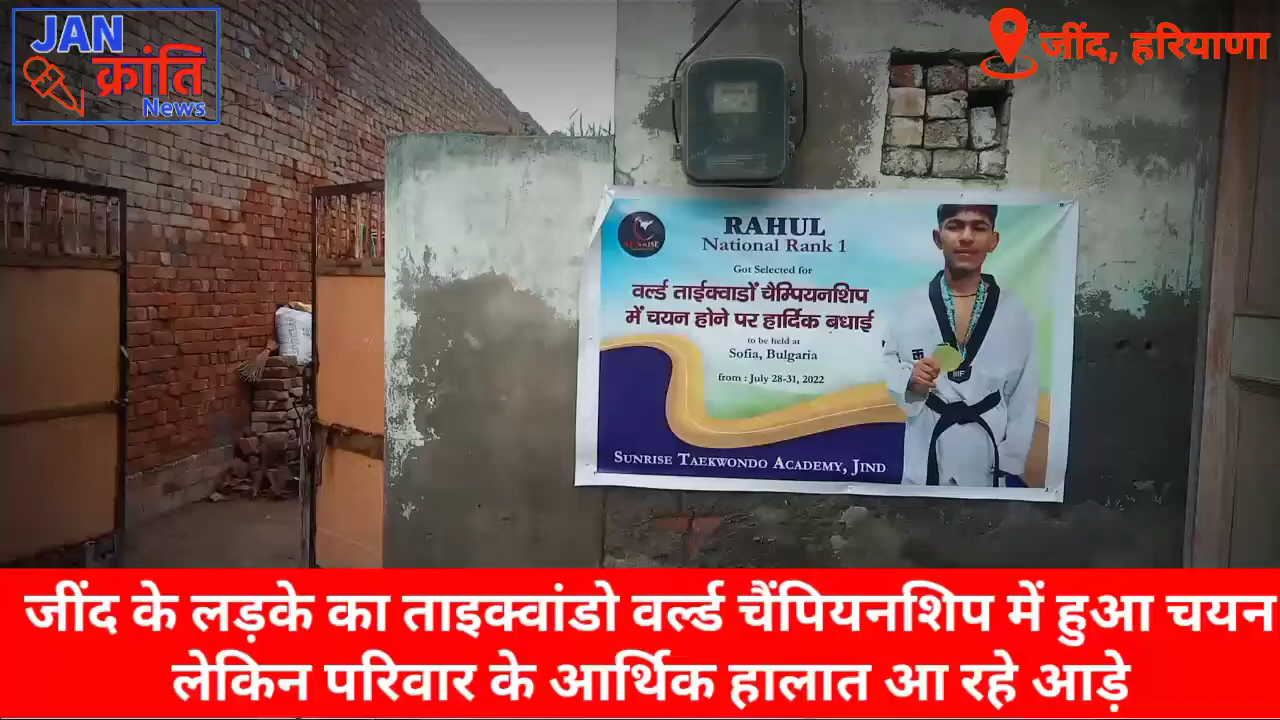 JAN
क्रांति
News
जींद, हरियाणा
SUNRISE
RAHUL
National Rank 1
Got Selected for
वर्ल्ड ताईक्वाडों चैम्पियनशिप
में चयन होने पर हार्दिक बधाई
to be held at
Sofia, Bulgaria
from : July 28-31, 2022
SUNRISE TAEKWONDO ACADEMY, JIND
जींद के लड़के का ताइक्वांडो वर्ल्ड चैंपियनशिप में हुआ चयन
लेकिन परिवार के आर्थिक हालात आ रहे आड़े